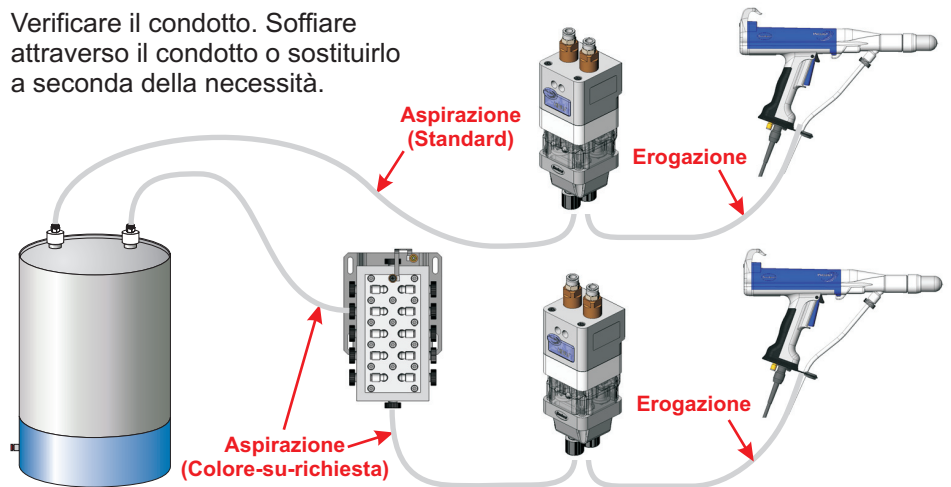 Verificare il condotto. Soffiare
attraverso il condotto o sostituirlo
a seconda della necessità.
Aspirazione
(Standard)
Erogazione
Erogazione
Aspirazione
(Colore-su-richiesta)